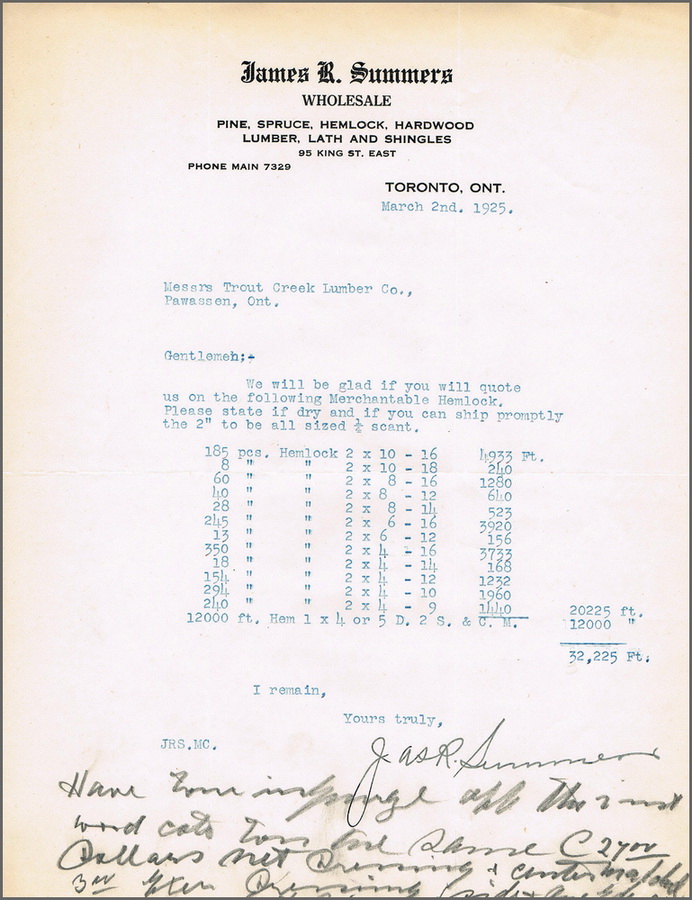 James R. Summers
WHOLESALE
PINE, SPRUCE, HEMLOCK, HARDWOOD
LUMBER, LATH AND SHINGLES
95 KING ST. EAST
PHONE MAIN 7329
TORONTO, ONT.
March 2nd. 1925.
Messrs Trout Creek Lumber Co.,
Pawassen, Ont.
Gentlemeh;-
We will be glad if you will quote
us on the following Merchantable Hemlock.
Please state if dry and if you can ship promptly
the 2" to be all sized ½ scant.
185 pcs. Hemlock 2 x 10 - 16 4933 Ft.
8 " " 2 x 10 - 18 240
60 " " 2 x 8 - 16 1280
40 " " 2 x 8 - 12 640
28 " " 2 x 8 - 14 523
245 " " 2 x 6 - 16 3920
13 " " 2 x 6 - 12 156
350 " " 2 x 4 - 16 3733
18 " " 2 x 4 - 14 168
154 " " 2 x 4 - 12 1232
294 " " 2 x 4 - 10 1960
240 " " 2 x 4 - 9 1440 20225 ft.
12000 ft. Hem 1 x 4 or 5 D. 2 S. & C. M. 12000 "
32,225 Ft.
I remain,
Yours truly,
JRS.MC.
Jas R. Summers
Have off this
word same
Dollars net Dressing &
Dressing